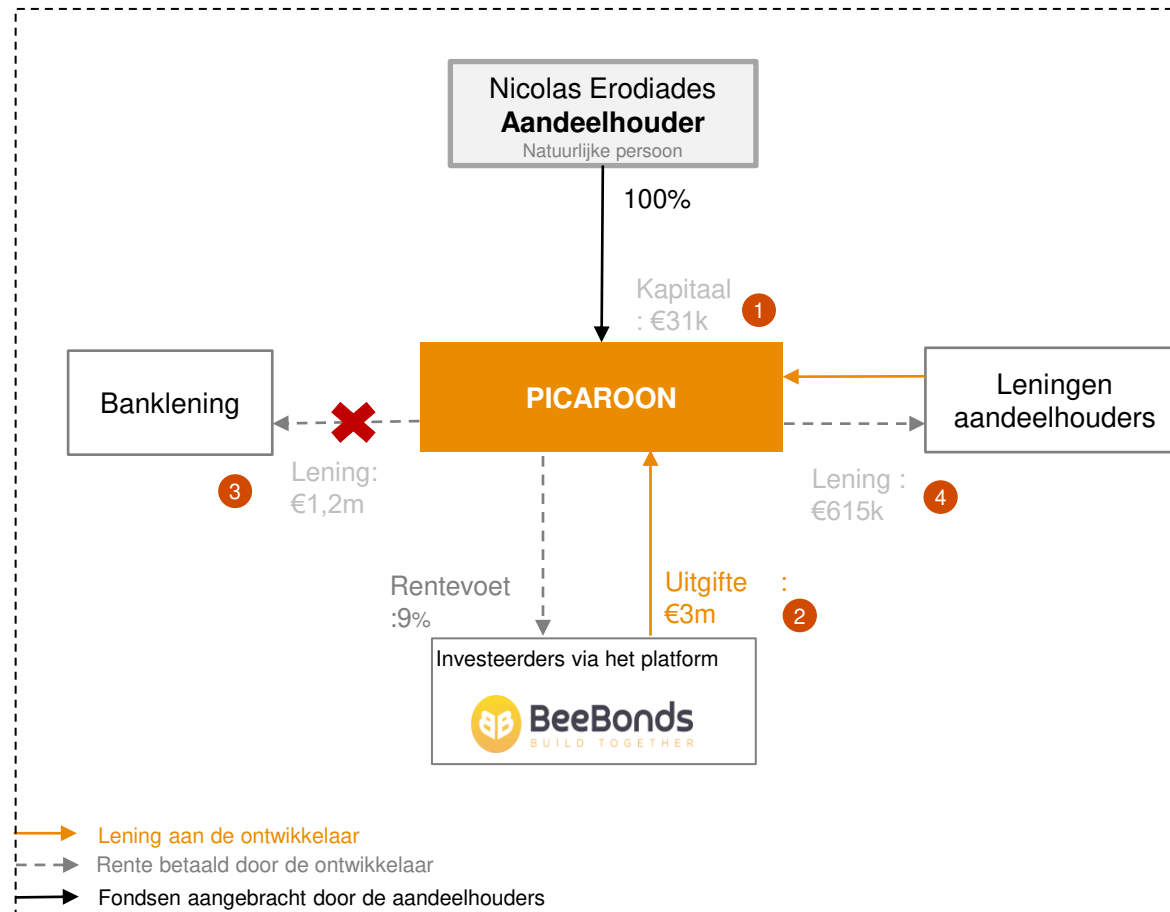 Nicolas Erodiades
Aandeelhouder
Natuurlijke persoon
100%
Kapitaal
: €31k
1
Banklening
PICAROON
Leningen
aandeelhouders
3
Lening:
€1,2m
Lening :
€615k
4
Rentevoet
:9%
Uitgifte :
€3m
2
Investeerders via het platform
BB
BeeBonds
BUILD TOGETHER
Lening aan de ontwikkelaar
Rente betaald door de ontwikkelaar
Fondsen aangebracht door de aandeelhouders